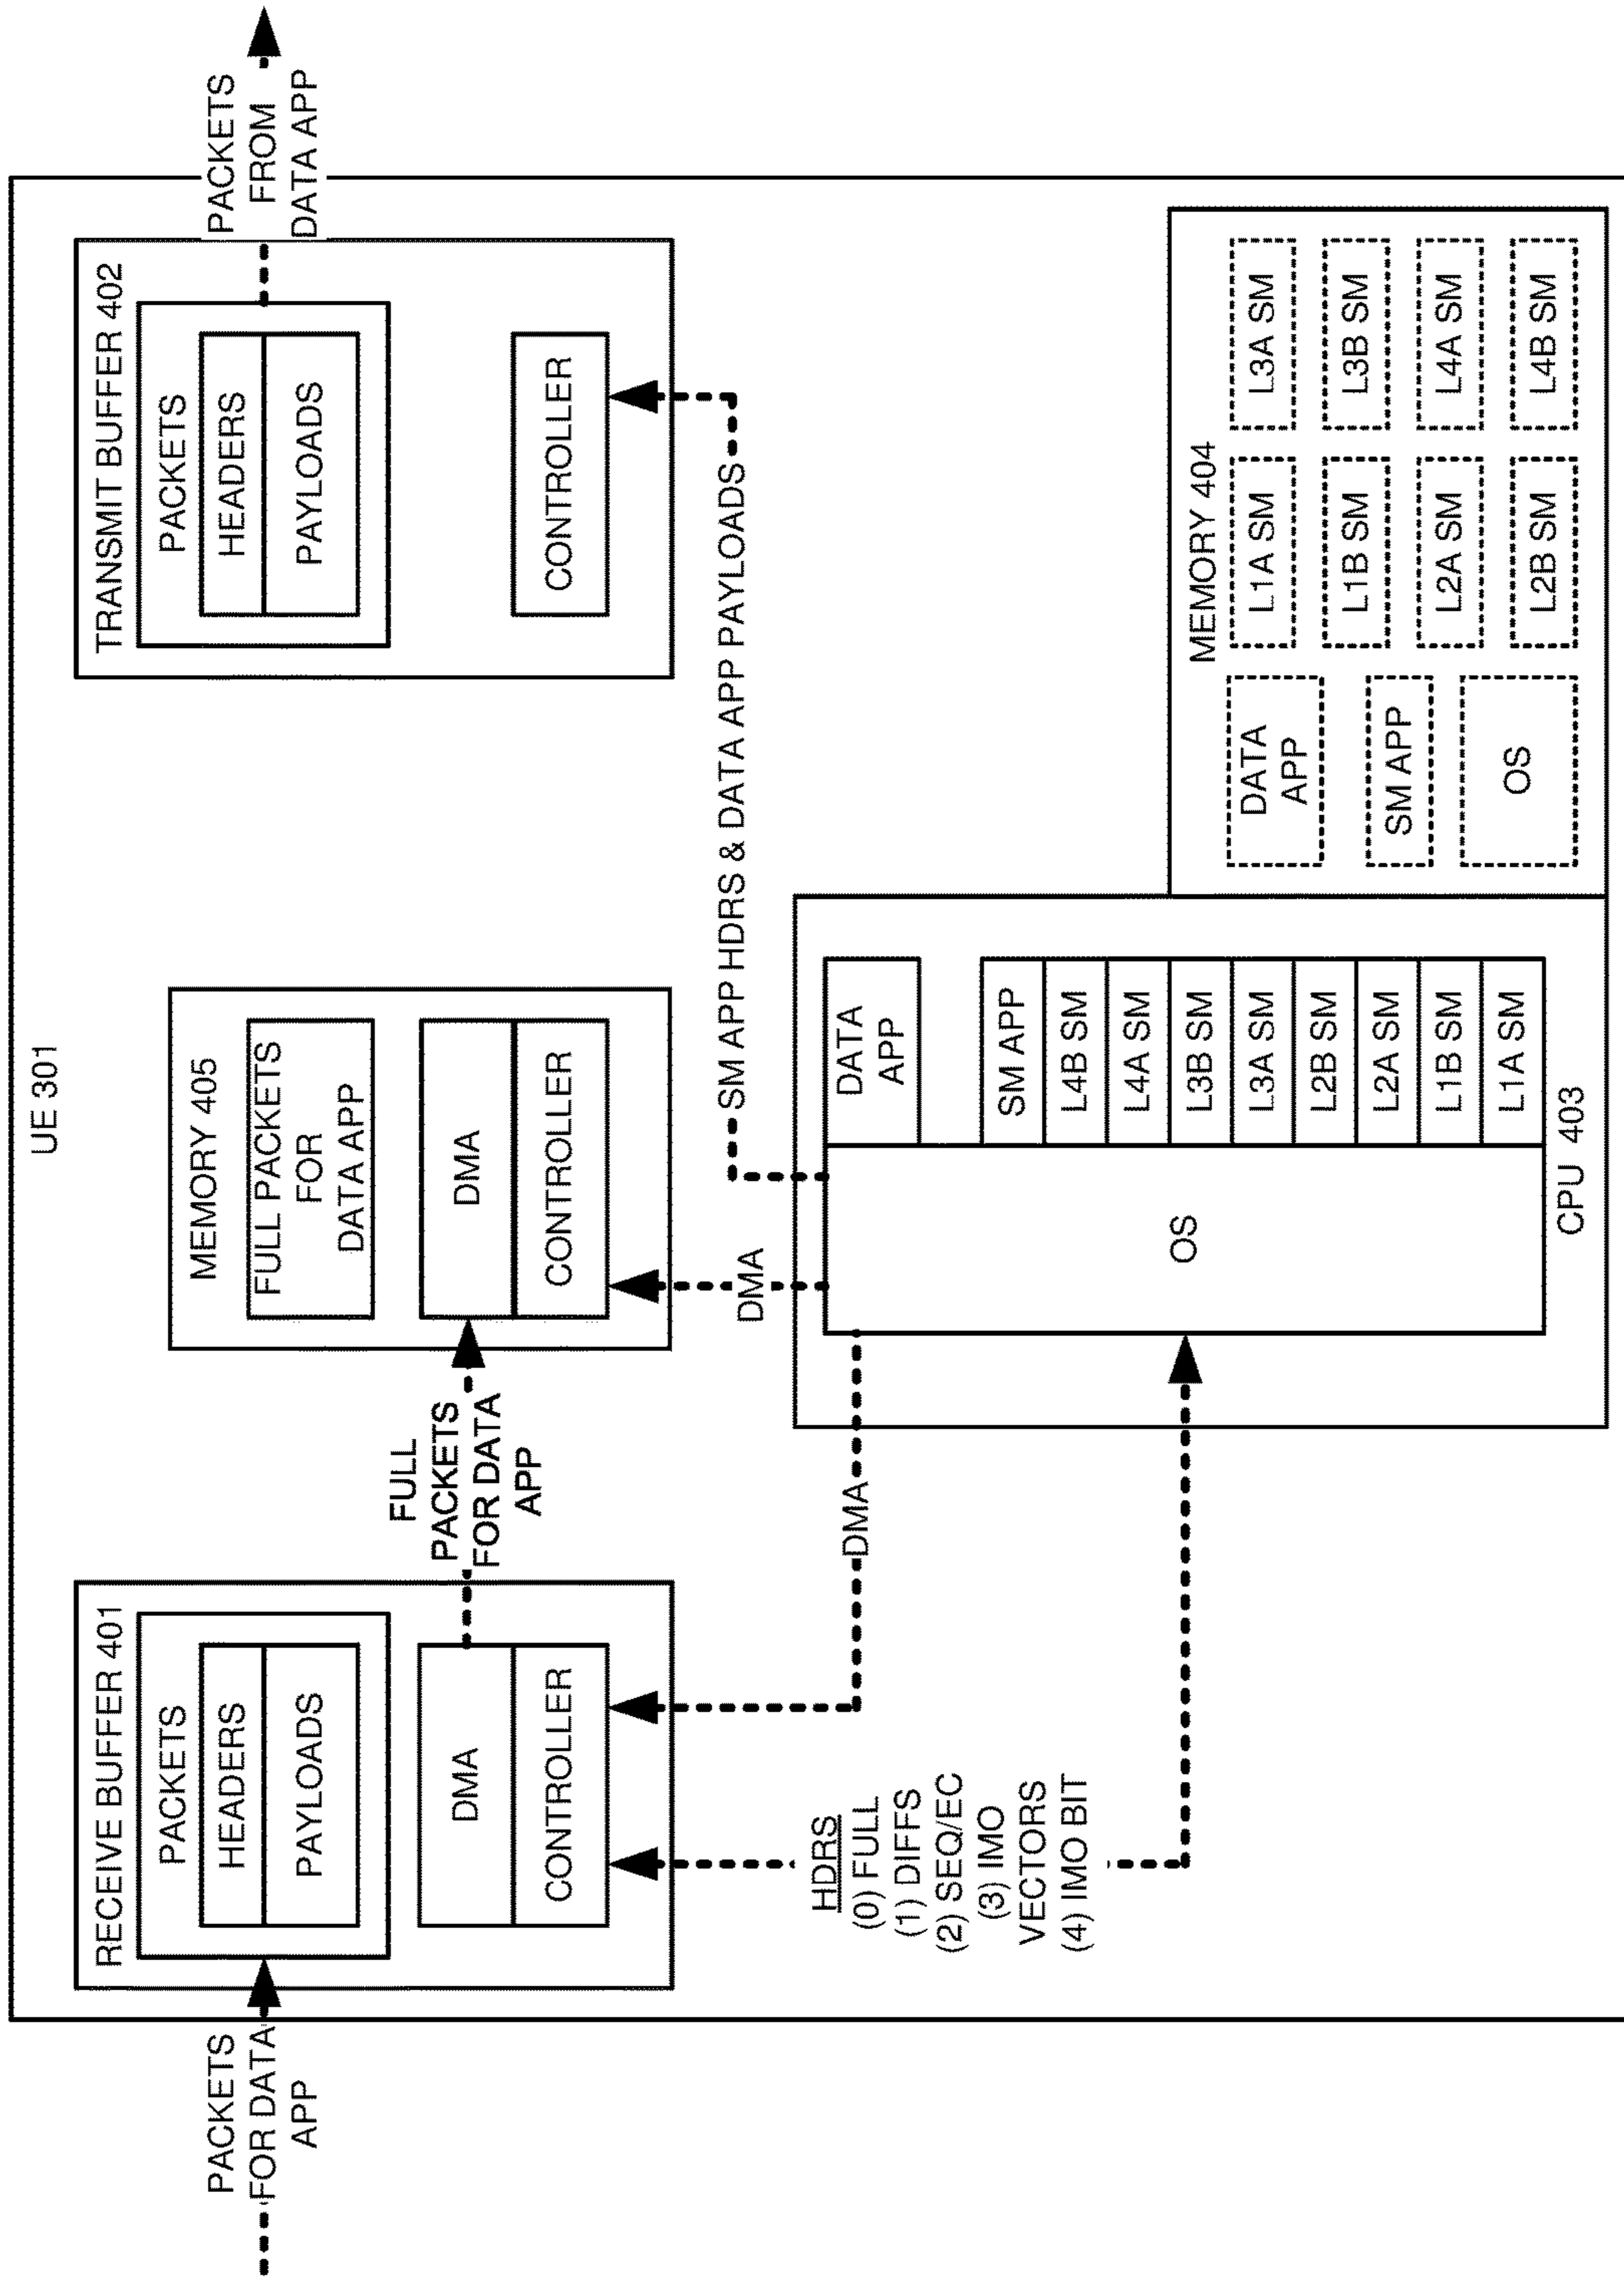 UE 301
PACKETS
FOR DATA
APP
RECEIVE BUFFER 401
PACKETS
HEADERS
PAYLOADS
DMA
CONTROLLER
FULL
PACKETS
FOR DATA
APP
MEMORY 405
FULL PACKETS
FOR
DATA APP
DMA
CONTROLLER
TRANSMIT BUFFER 402
PACKETS
HEADERS
PAYLOADS
CONTROLLER
PACKETS
FROM
DATA APP
HDRS
(0) FULL
(1) DIFFS
(2) SEQ/EC
(3) IMO
VECTORS
(4) IMO BIT
DMA
DMA
SM APP HDRS & DATA APP PAYLOADS
OS
DATA
APP
SM APP
L4B SM
L4A SM
L3B SM
L3A SM
L2B SM
L2A SM
L1B SM
L1A SM
CPU 403
MEMORY 404
DATA
APP
SM APP
OS
L1A SM
L1B SM
L2A SM
L2B SM
L3A SM
L3B SM
L4A SM
L4B SM